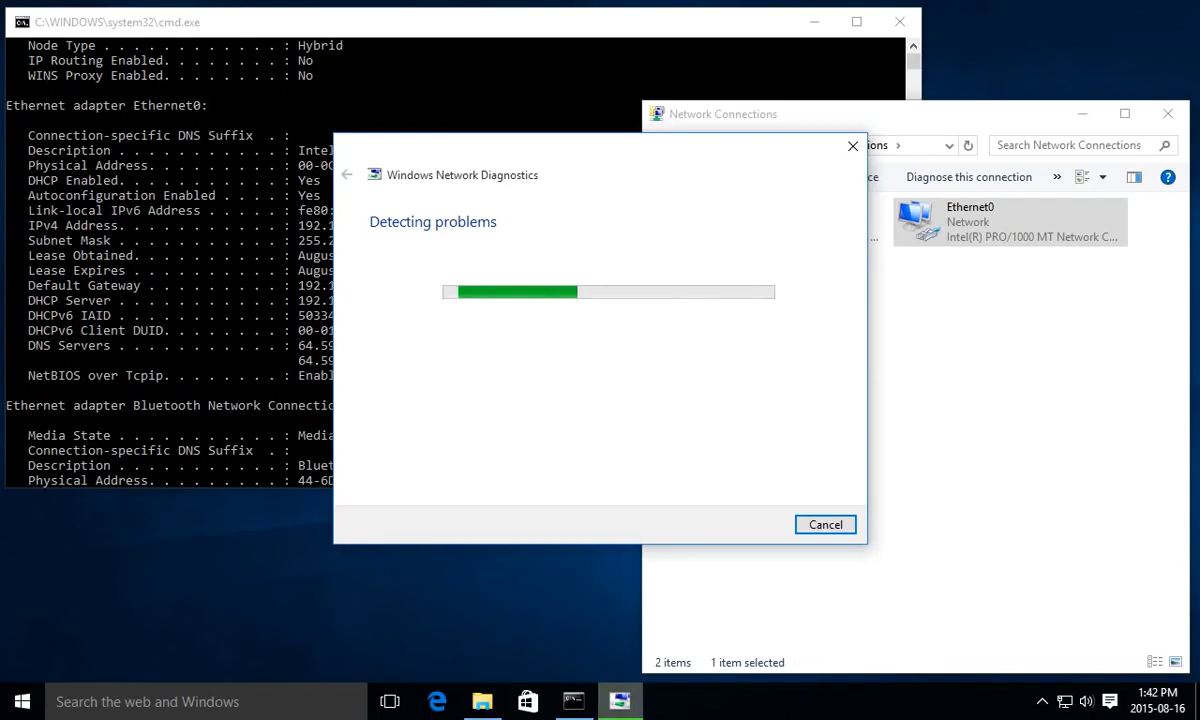 C:\WINDOWS\system32\cmd.exe
Node Type . . . . . . . . . . . . : Hybrid
IP Routing Enabled. . . . . . . . : No
WINS Proxy Enabled. . . . . . . . : No
Ethernet adapter Ethernet0:
Connection-specific DNS Suffix . :
Description . . . . . . . . . . . : Intel
Physical Address. . . . . . . . . : 00-0C
DHCP Enabled. . . . . . . . . . . : Yes
Autoconfiguration Enabled . . . . : Yes
Link-local IPv6 Address . . . . . : fe80:
IPv4 Address. . . . . . . . . . . : 192.1
Subnet Mask . . . . . . . . . . . : 255.2
Lease Obtained. . . . . . . . . . : Augus
Lease Expires . . . . . . . . . . : Augus
Default Gateway . . . . . . . . . : 192.1
DHCP Server . . . . . . . . . . . : 192.1
DHCPv6 IAID . . . . . . . . . . . : 50334
DHCPv6 Client DUID. . . . . . . . : 00-01
DNS Servers . . . . . . . . . . . : 64.59
64.59
NetBIOS over Tcpip. . . . . . . . : Enabl
Ethernet adapter Bluetooth Network Connectio
Media State . . . . . . . . . . . : Media
Connection-specific DNS Suffix . :
Description . . . . . . . . . . . : Bluet
Physical Address. . . . . . . . . : 44-6D
Network Connections
ions
Search Network Connections
ce
Diagnose this connection
»
...
Ethernet0
Network
Intel(R) PRO/1000 MT Network C...
2 items 1 item selected
Windows Network Diagnostics
Detecting problems
Cancel
Search the web and Windows
1:42 PM
2015-08-16